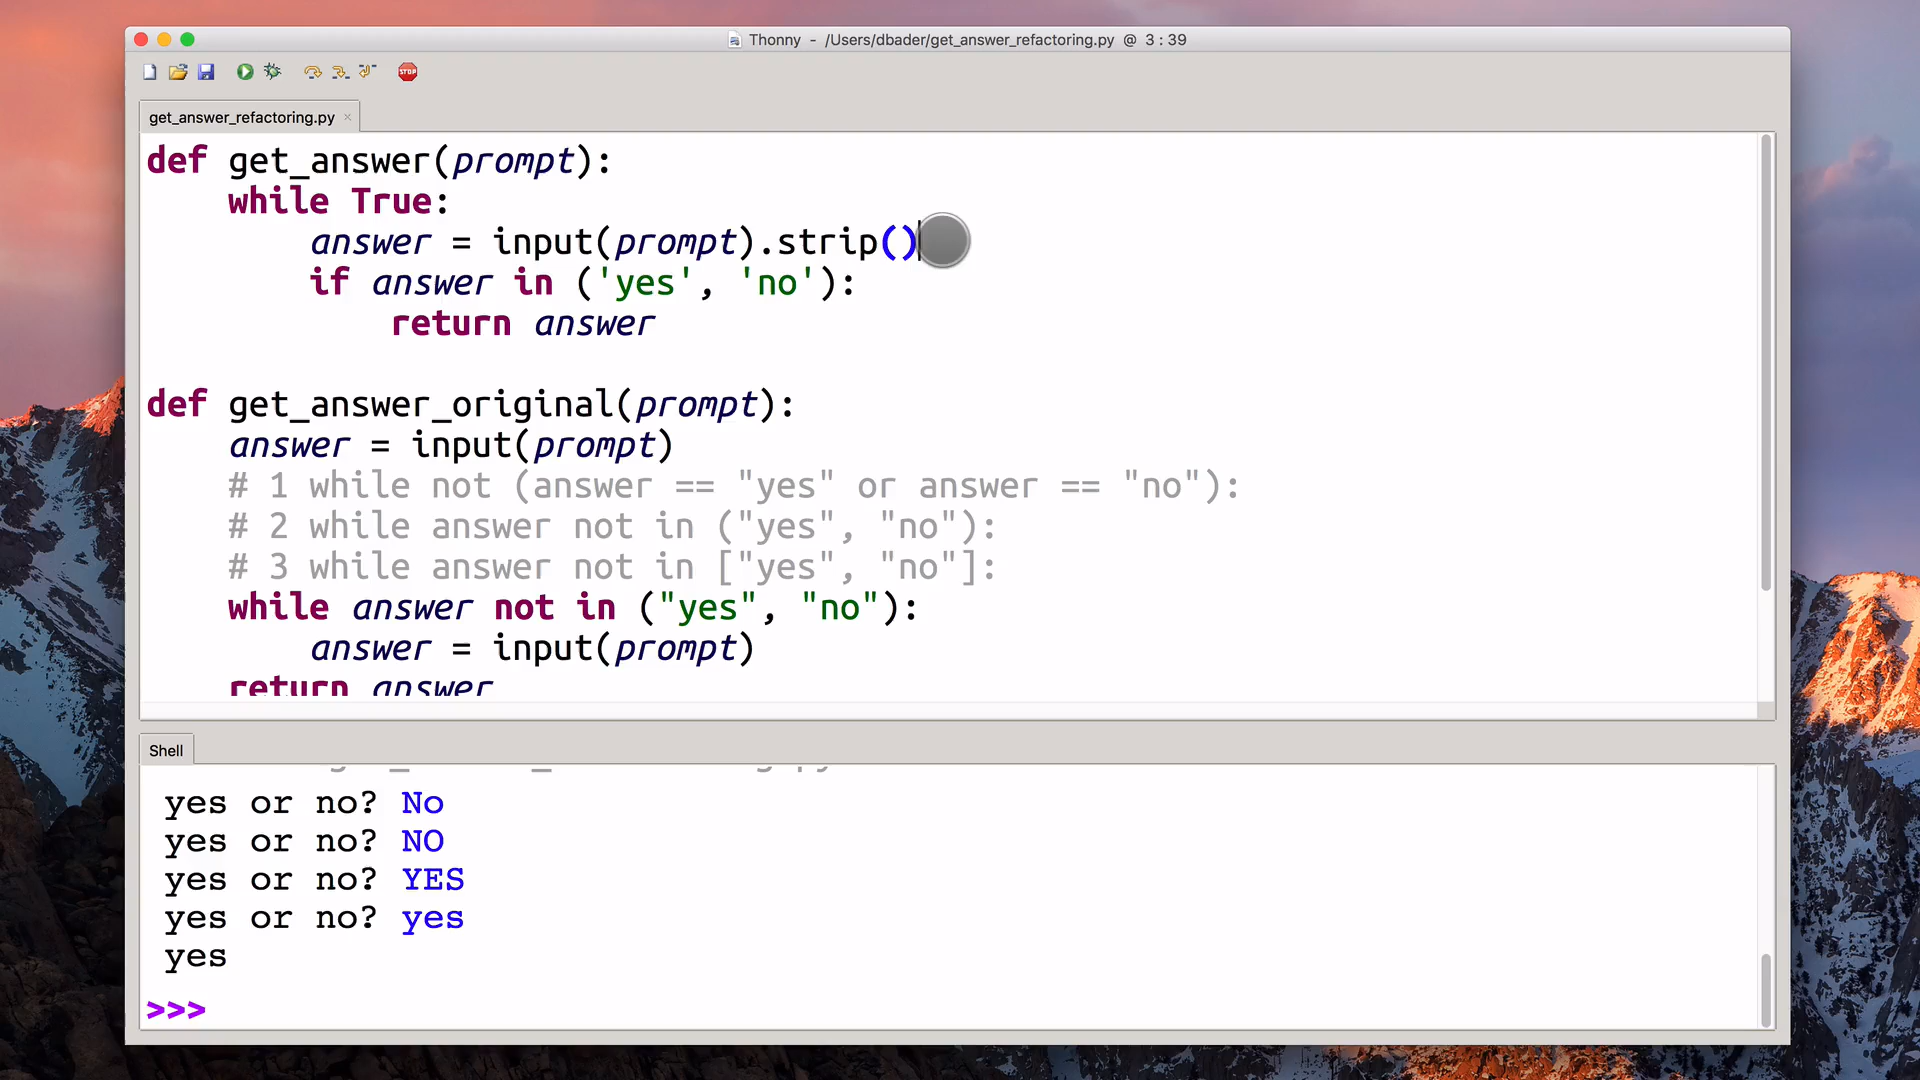 Thonny - /Users/dbader/get_answer_refactoring.py @ 3 : 39
STOP
get_answer_refactoring.py ×
def get_answer(prompt):
    while True:
        answer = input(prompt).strip()
        if answer in ('yes', 'no'):
            return answer
def get_answer_original(prompt):
    answer = input(prompt)
    # 1 while not (answer == "yes" or answer == "no"):
    # 2 while answer not in ("yes", "no"):
    # 3 while answer not in ["yes", "no"]:
    while answer not in ("yes", "no"):
        answer = input(prompt)
    return answer
Shell
yes or no? No
yes or no? NO
yes or no? YES
yes or no? yes
yes
>>>